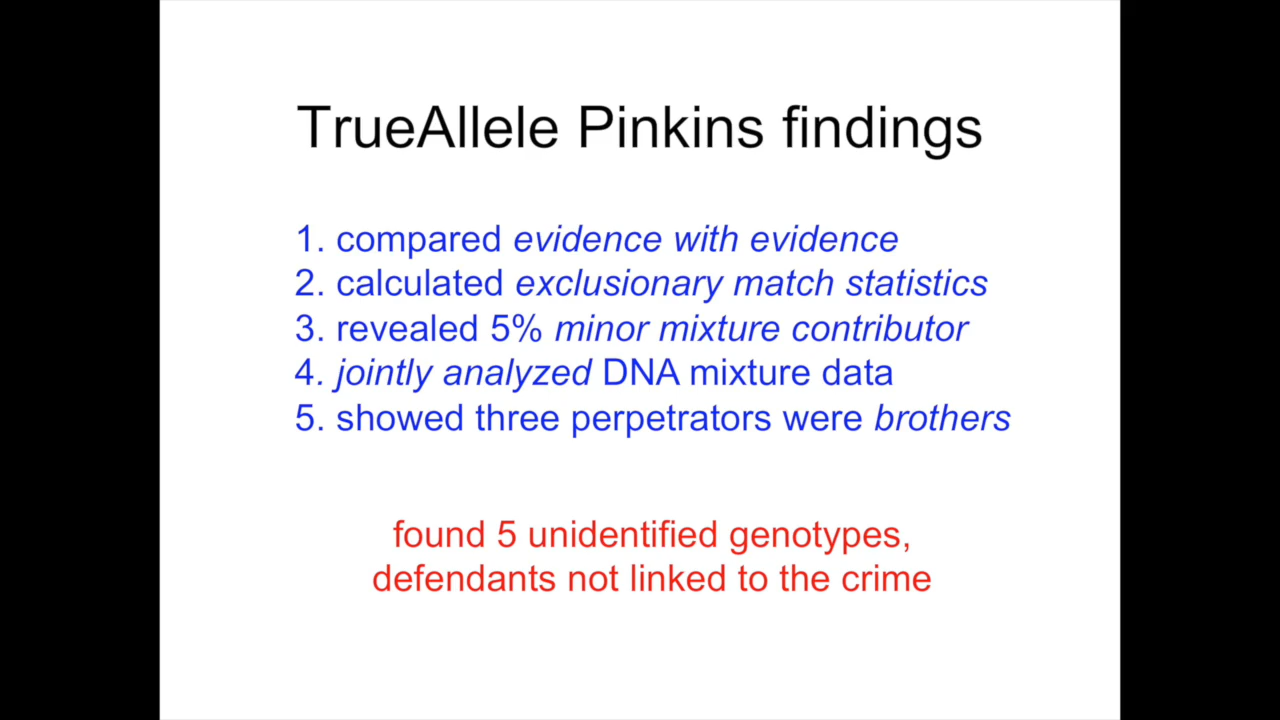 TrueAllele Pinkins findings
1. compared evidence with evidence
2. calculated exclusionary match statistics
3. revealed 5% minor mixture contributor
4. jointly analyzed DNA mixture data
5. showed three perpetrators were brothers
found 5 unidentified genotypes,
defendants not linked to the crime